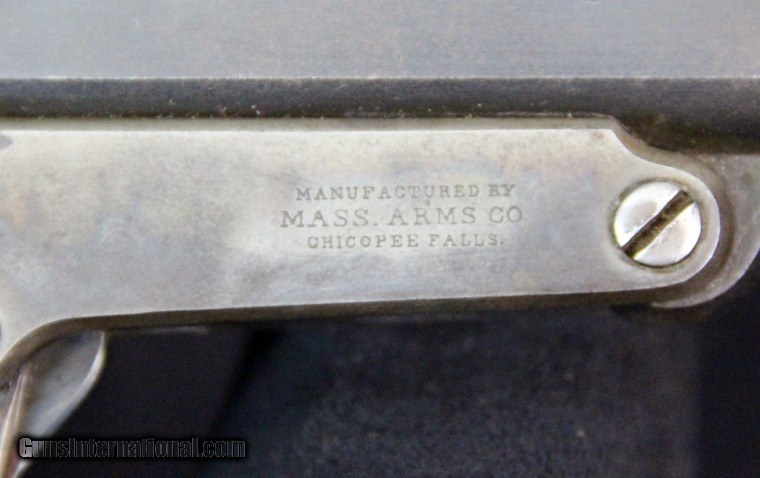 MANUFACTURED BY
MASS. ARMS CO
CHICOPEE FALLS.
GunsInternational.com